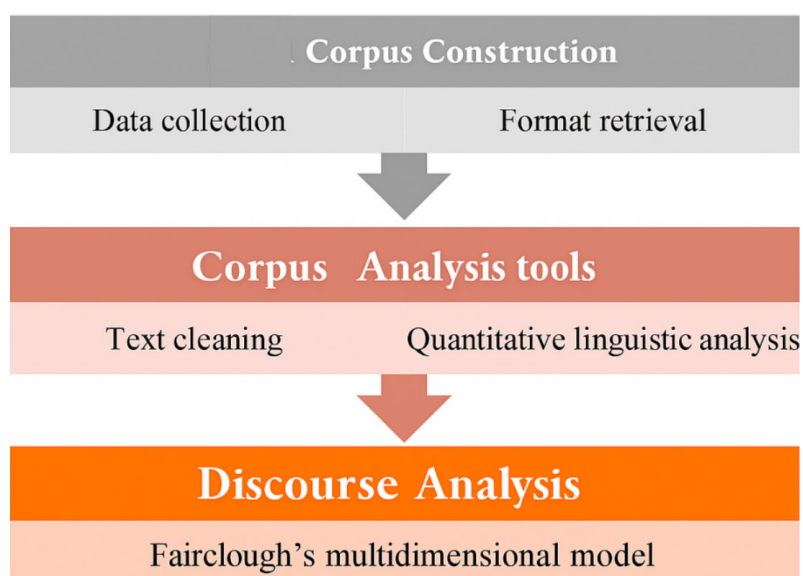 Corpus Construction
Data collection Format retrieval
Corpus Analysis tools
Text cleaning Quantitative linguistic analysis
Discourse Analysis
Fairclough's multidimensional model